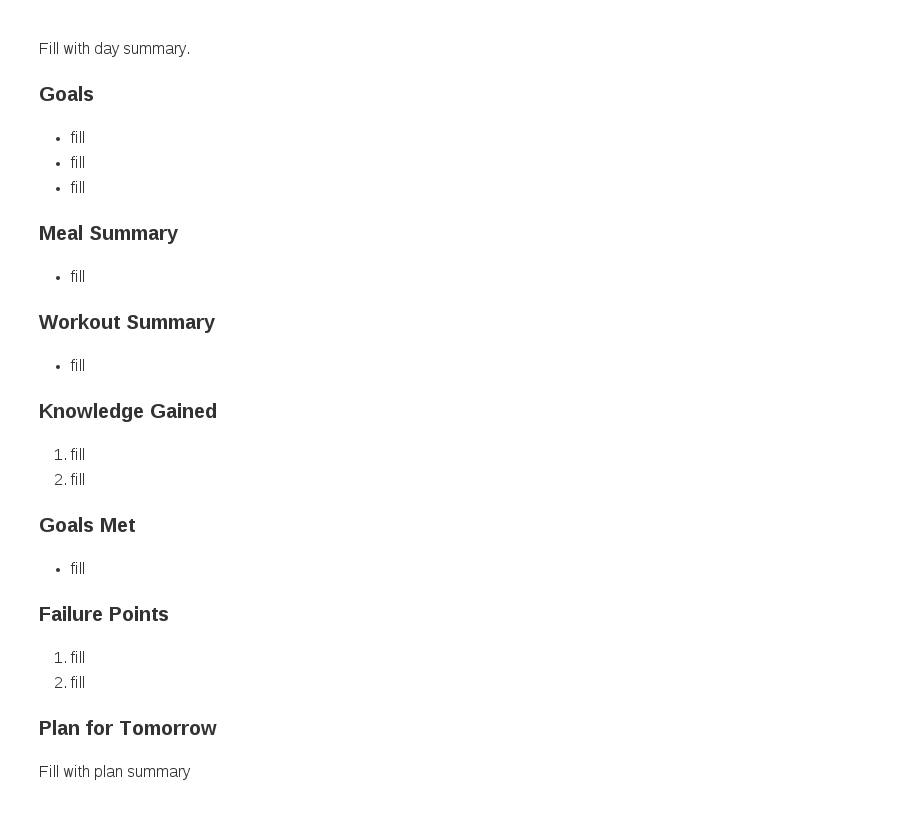 Fill with day summary.
Goals
• fill
• fill
• fill
Meal Summary
• fill
Workout Summary
• fill
Knowledge Gained
1. fill
2. fill
Goals Met
• fill
Failure Points
1. fill
2. fill
Plan for Tomorrow
Fill with plan summary